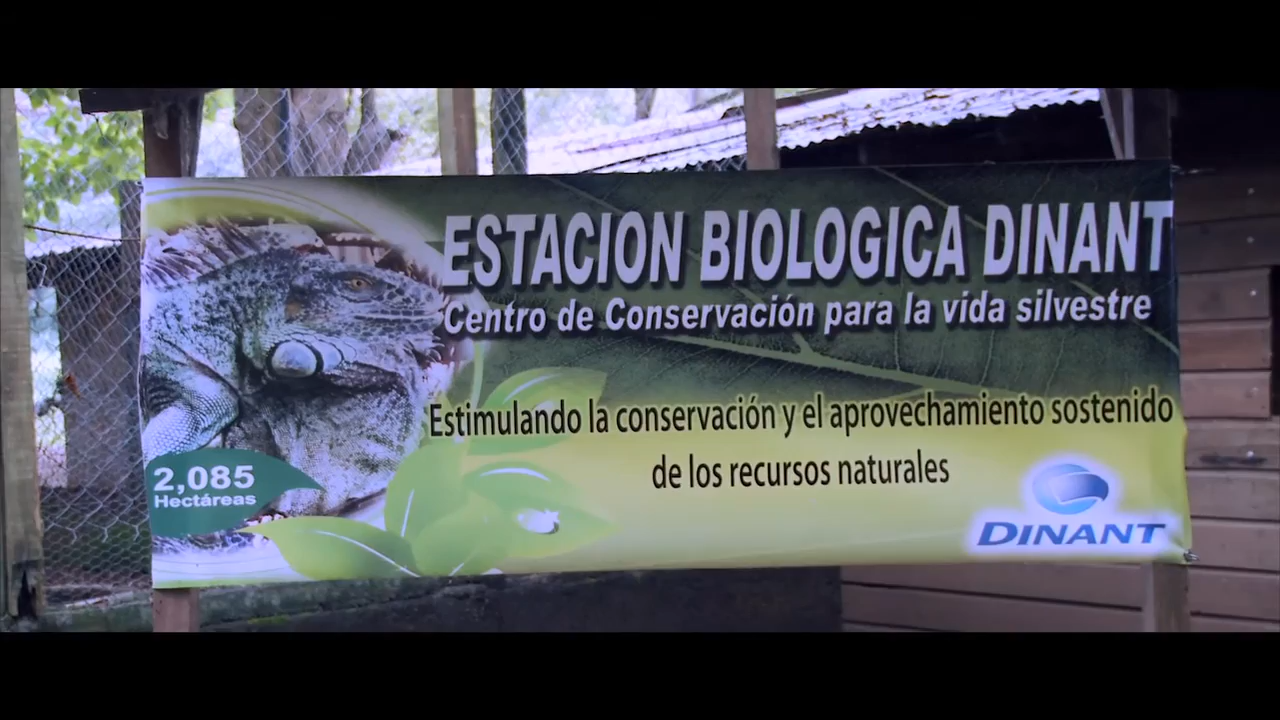 ESTACION BIOLOGICA DINANT
Centro de Conservación para la vida silvestre
Estimulando la conservación y el aprovechamiento sostenido
de los recursos naturales
2,085
Hectáreas
DINANT